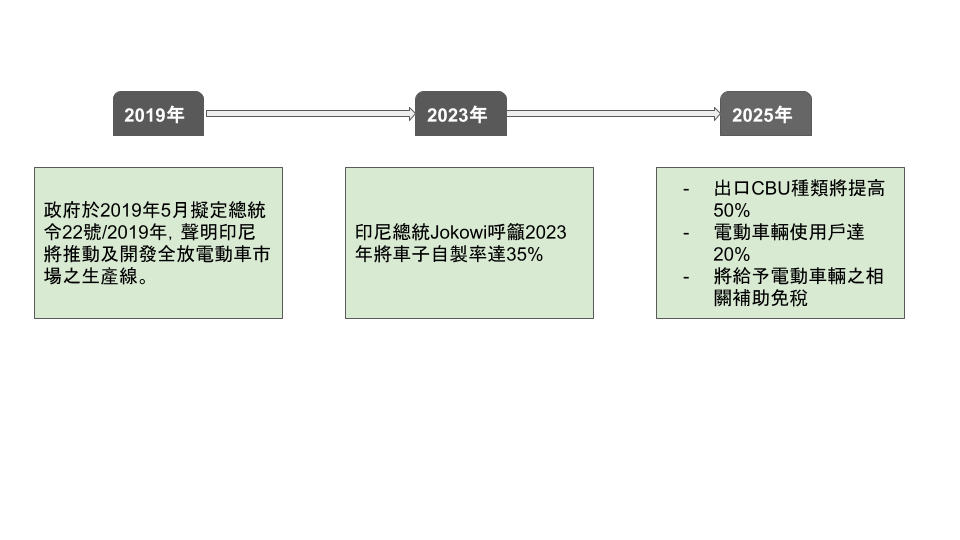 2019年
2023年
2025年
政府於2019年5月擬定總統
令22號/2019年，聲明印尼
將推動及開發全放電動車市
場之生產線。
印尼總統Jokowi呼籲2023
年將車子自製率達35%
- 出口CBU種類將提高
50%
- 電動車輛使用戶達
20%
- 將給予電動車輛之相
關補助免稅